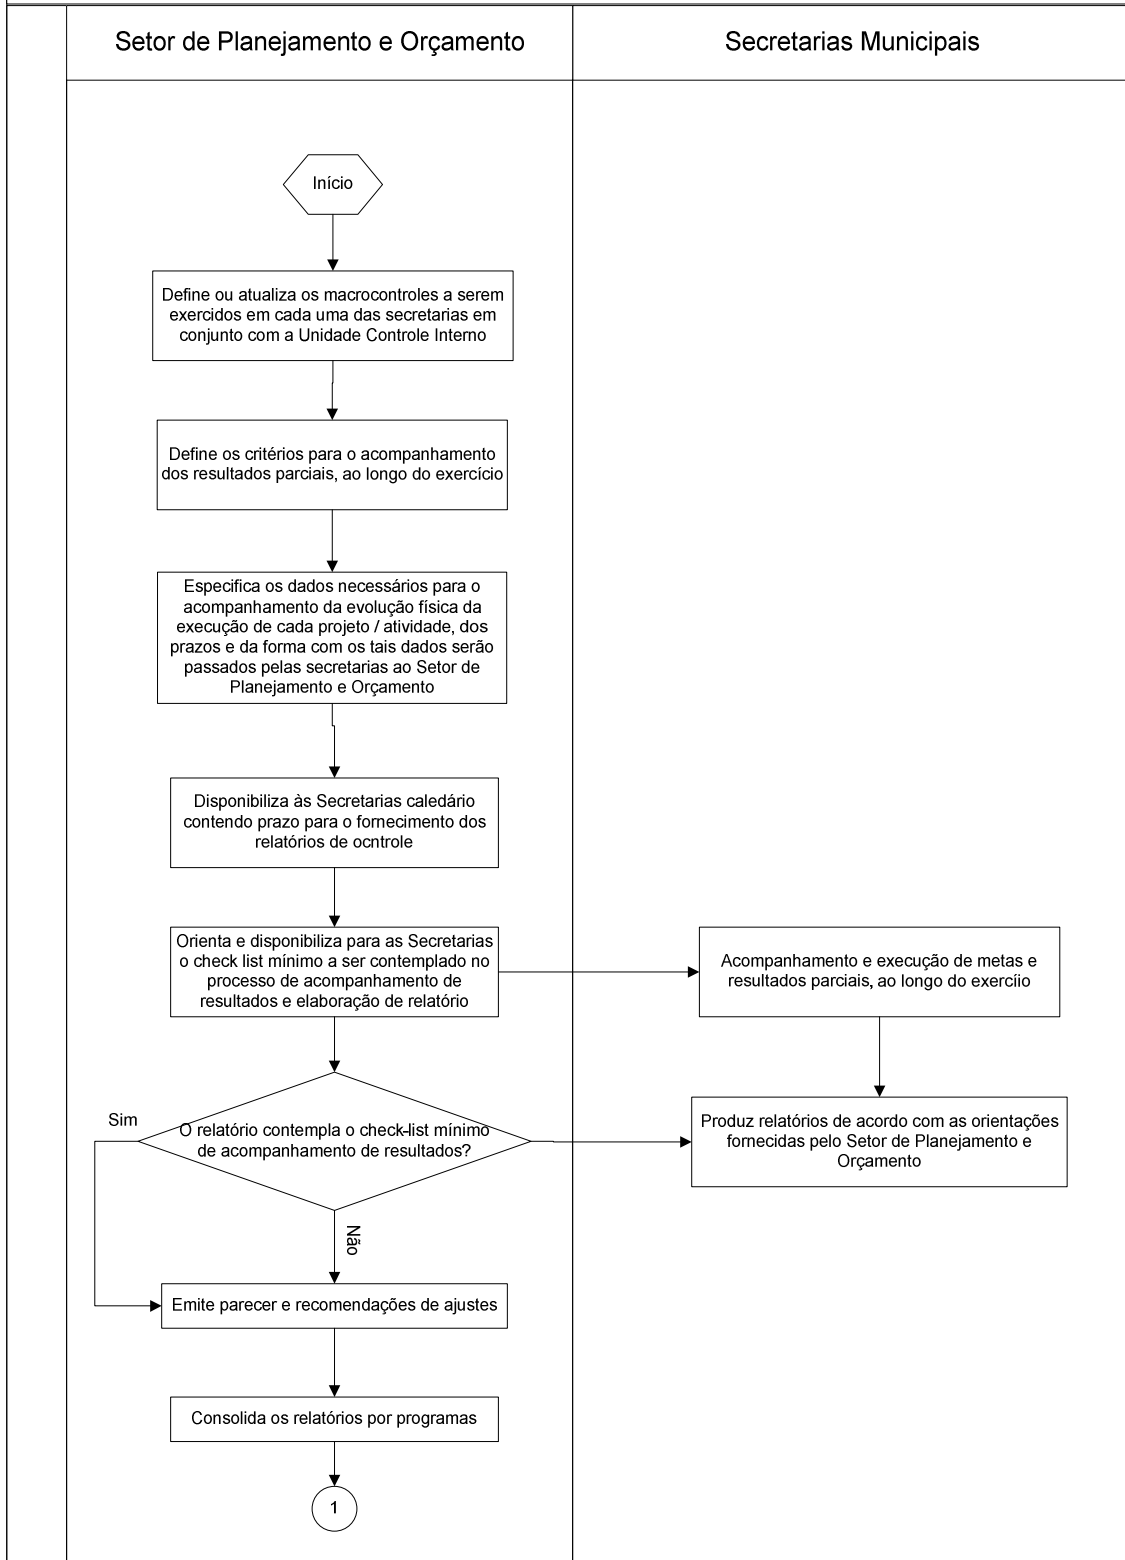 Setor de Planejamento e Orçamento
Secretarias Municipais
Início
Define ou atualiza os macrocontroles a serem
exercidos em cada uma das secretarias em
conjunto com a Unidade Controle Interno
Define os critérios para o acompanhamento
dos resultados parciais, ao longo do exercício
Especifica os dados necessários para o
acompanhamento da evolução física da
execução de cada projeto / atividade, dos
prazos e da forma com os tais dados serão
passados pelas secretarias ao Setor de
Planejamento e Orçamento
Disponibiliza às Secretarias caledário
contendo prazo para o fornecimento dos
relatórios de ocntrole
Orienta e disponibiliza para as Secretarias
o check list mínimo a ser contemplado no
processo de acompanhamento de
resultados e elaboração de relatório
Acompanhamento e execução de metas e
resultados parciais, ao longo do exercíio
Sim
O relatório contempla o check-list mínimo
de acompanhamento de resultados?
Produz relatórios de acordo com as orientações
fornecidas pelo Setor de Planejamento e
Orçamento
Não
Emite parecer e recomendações de ajustes
Consolida os relatórios por programas
1